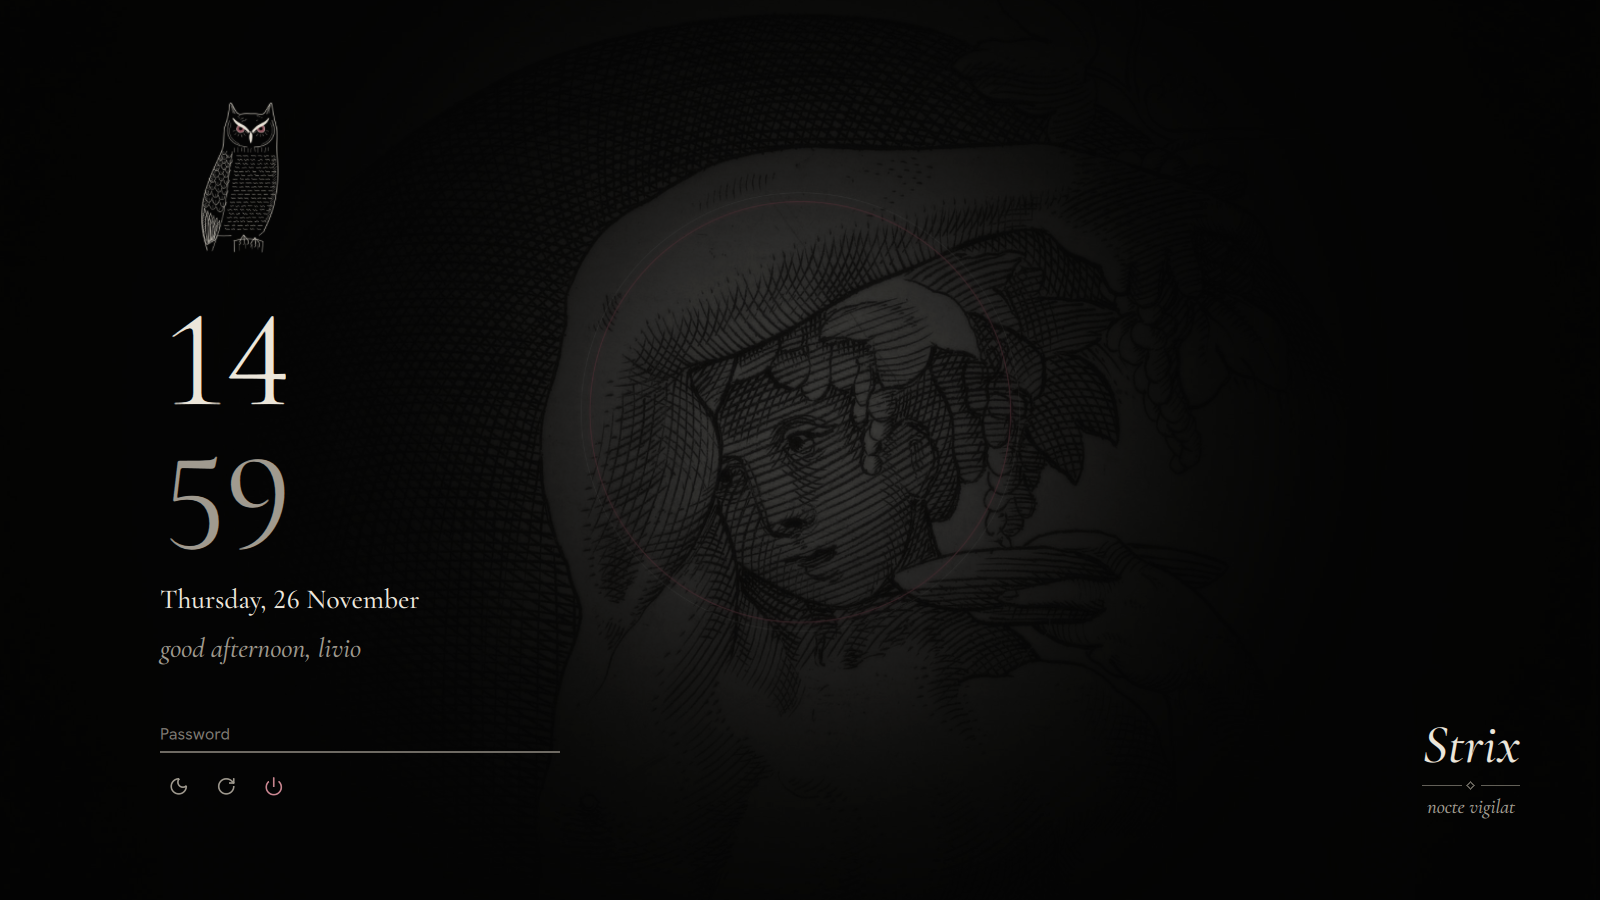 14
59
Thursday, 26 November
good afternoon, livio
Password
Strix
nocte vigilat